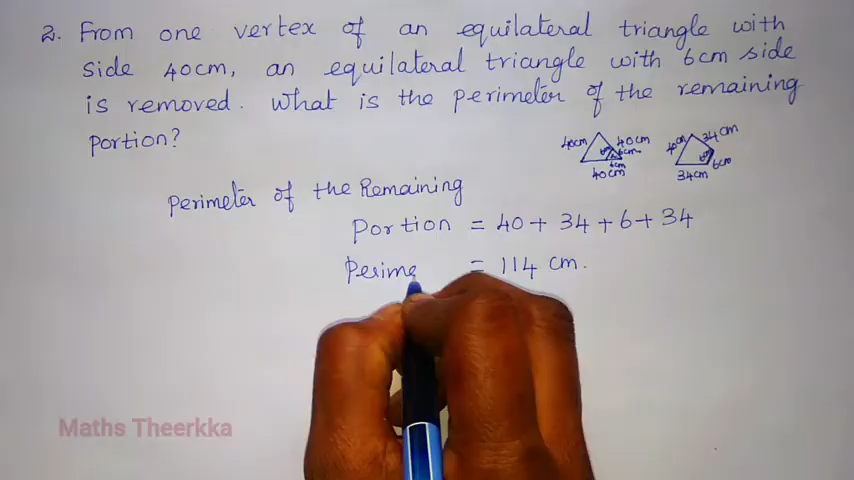 2. From one vertex of an equilateral triangle with
side 40cm, an equilateral triangle with 6cm side
is removed. What is the perimeter of the remaining
portion?
40cm 40cm 6cm 6cm 6cm 40cm
40cm 34cm 6cm 6cm 34cm
Perimeter of the Remaining
Portion = 40 + 34 + 6 + 34
Perime = 114 cm.
Maths Theerkka